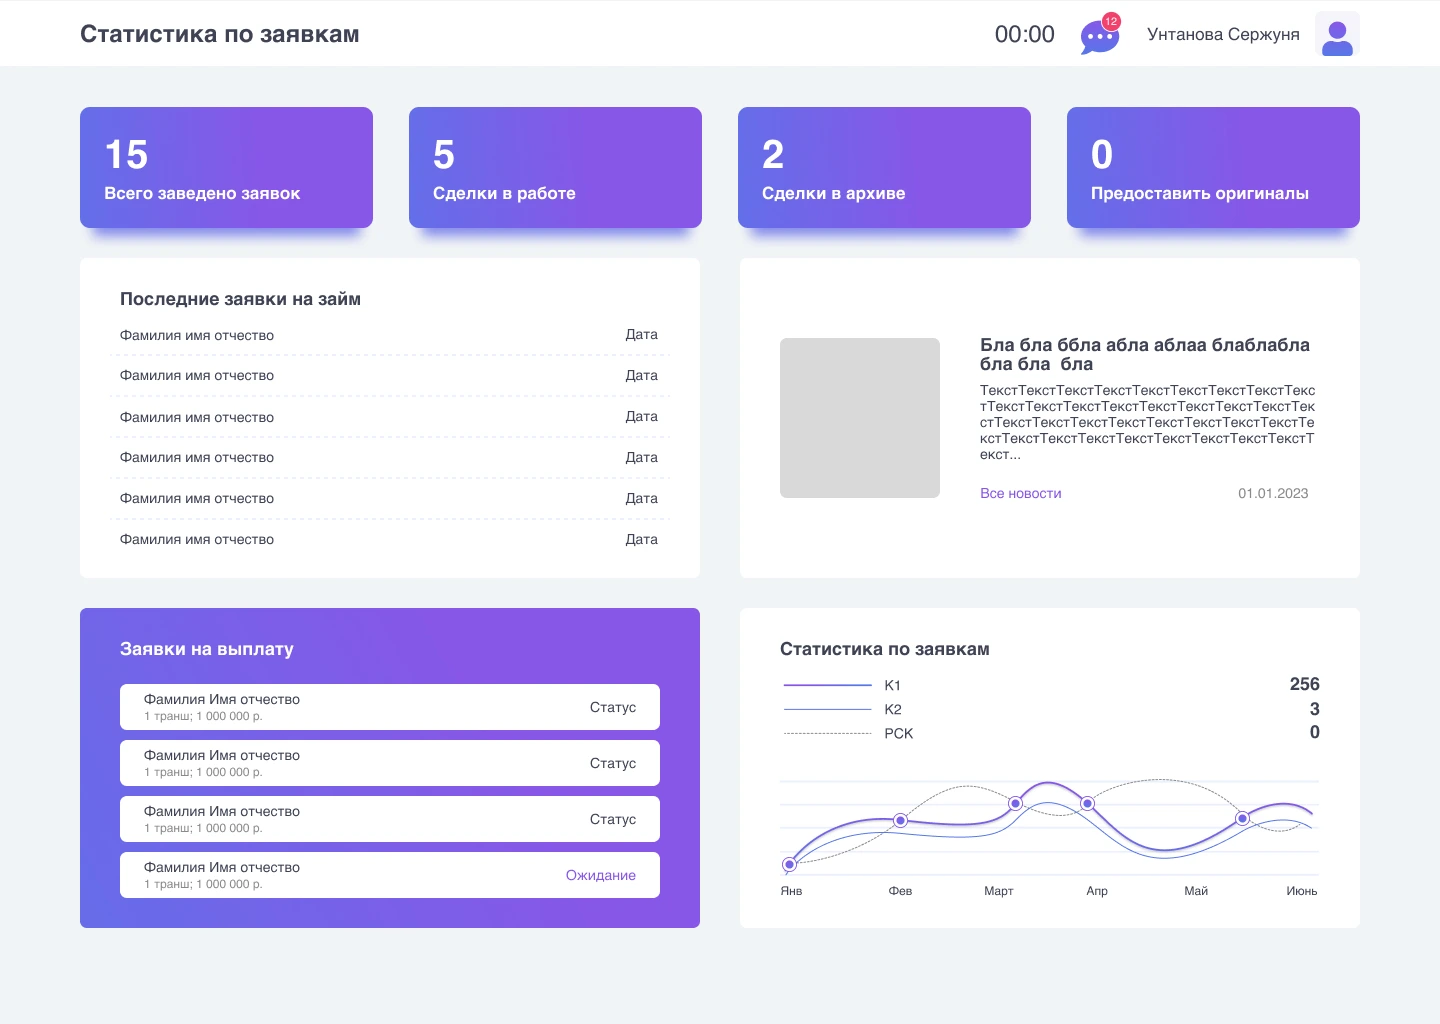 Статистика по заявкам
00:00
12
Унтанова Сержуня
15
Всего заведено заявок
5
Сделки в работе
2
Сделки в архиве
0
Предоставить оригиналы
Последние заявки на займ
Фамилия имя отчество Дата
Фамилия имя отчество Дата
Фамилия имя отчество Дата
Фамилия имя отчество Дата
Фамилия имя отчество Дата
Фамилия имя отчество Дата
Бла бла ббла абла аблаа блаблабла
бла бла  бла
ТекстТекстТекстТекстТекстТекстТекстТекстТекс
тТекстТекстТекстТекстТекстТекстТекстТекстТек
стТекстТекстТекстТекстТекстТекстТекстТекстТе
кстТекстТекстТекстТекстТекстТекстТекстТекстТ
екст...
Все новости 01.01.2023
Заявки на выплату
Фамилия Имя отчество
1 транш; 1 000 000 р.
Статус
Фамилия Имя отчество
1 транш; 1 000 000 р.
Статус
Фамилия Имя отчество
1 транш; 1 000 000 р.
Статус
Фамилия Имя отчество
1 транш; 1 000 000 р.
Ожидание
Статистика по заявкам
К1 256
К2 3
РСК 0
Янв Фев Март Апр Май Июнь